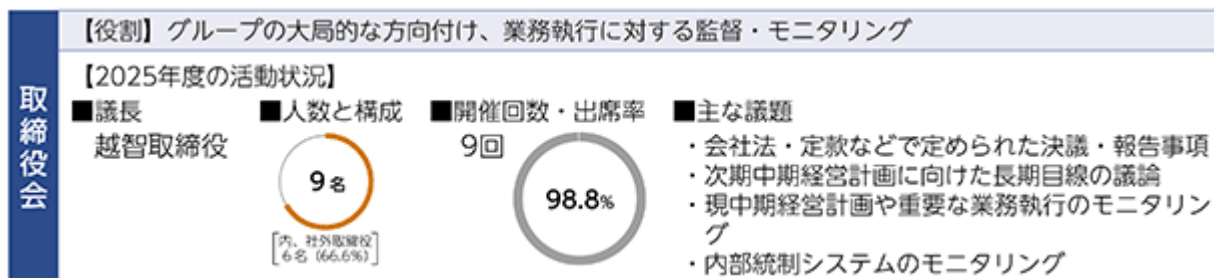 取締役会
【役割】グループの大局的な方向付け、業務執行に対する監督・モニタリング
【2025年度の活動状況】
■議長
越智取締役
■人数と構成
9名
内、社外取締役
6名（66.6%）
■開催回数・出席率
9回
98.8%
■主な議題
・会社法・定款などで定められた決議・報告事項
・次期中期経営計画に向けた長期目線の議論
・現中期経営計画や重要な業務執行のモニタリン
グ
・内部統制システムのモニタリング